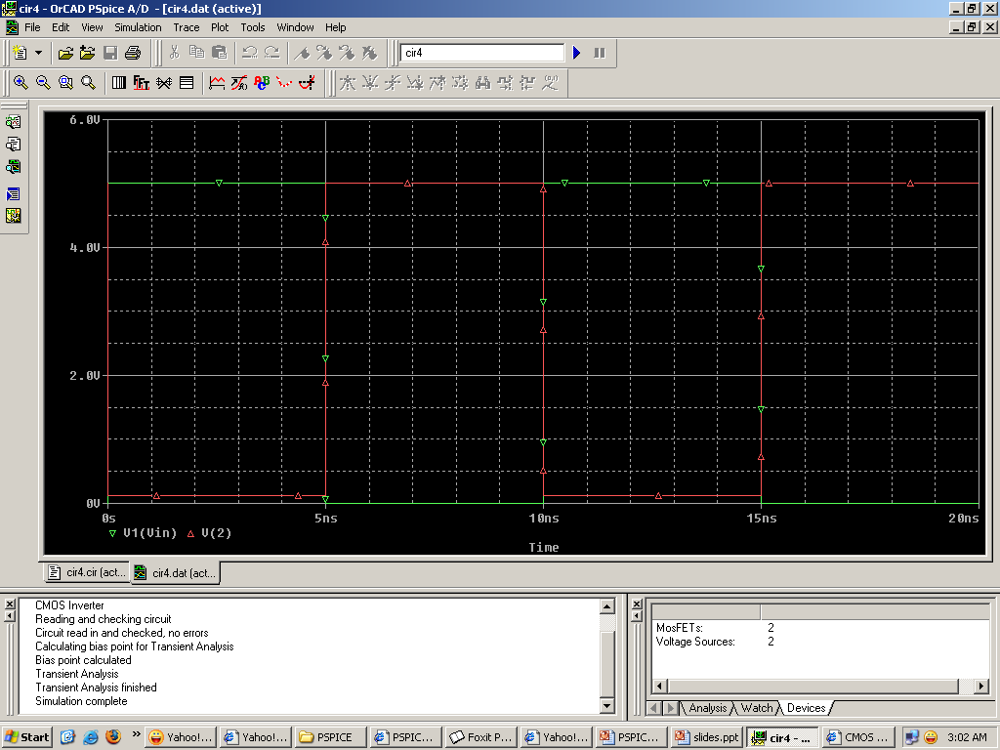 cir4 - OrCAD PSpice A/D - [cir4.dat (active)]
File Edit View Simulation Trace Plot Tools Window Help
cir4
FFT
6.0V
4.0V
2.0V
0V
0s 5ns 10ns 15ns 20ns
V1(Vin) V(2)
Time
cir4.cir (act... cir4.dat (act...
CMOS Inverter
Reading and checking circuit
Circuit read in and checked, no errors
Calculating bias point for Transient Analysis
Bias point calculated
Transient Analysis
Transient Analysis finished
Simulation complete
MosFETs: 2
Voltage Sources: 2
Analysis Watch Devices
Start » Yahoo!... Yahoo!... PSPICE PSPIC... Foxit P... Yahoo!... PSPIC... slides.ppt cir4 - ... CMOS ... 3:02 AM